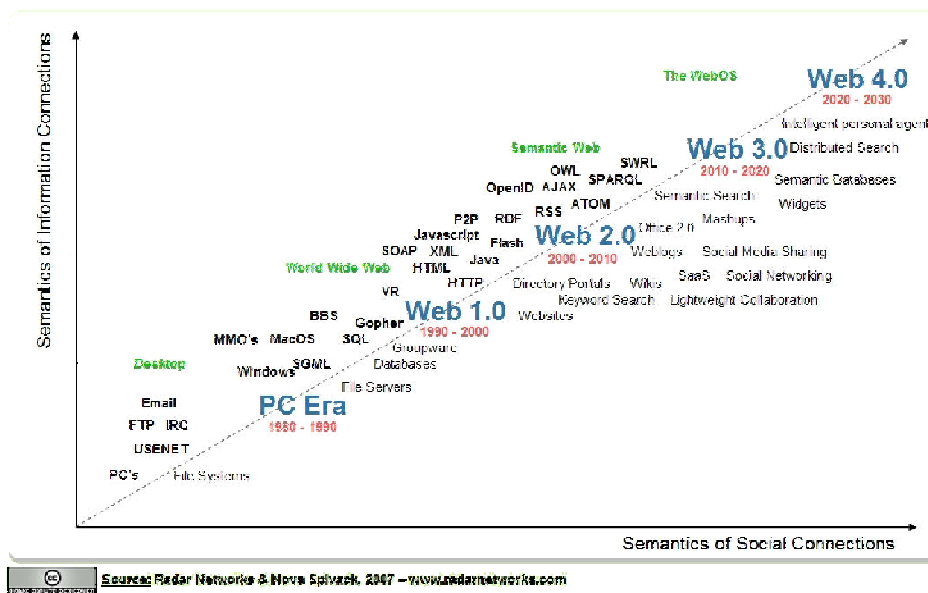 Semantics of Information Connections
The WebOS
Web 4.0
2020 - 2030
Intelligent personal agent
Semantic Web
SWRL
Web 3.0
Distributed Search
OWL
2010 - 2020
OpenID
AJAX
SPARQL
Semantic Databases
ATOM
Semantic Search
Widgets
P2P
RDF
RSS
Mashups
Javascript
Flash
Web 2.0
Office 2.0
SOAP
XML
Java
2000 - 2010
Weblogs
Social Media Sharing
World Wide Web
HTML
HTTP
Directory Portals
Wikis
SaaS
Social Networking
VR
Keyword Search
Lightweight Collaboration
BBS
Gopher
Web 1.0
Websites
1990 - 2000
MMO's
MacOS
SQL
Groupware
Desktop
Windows
SGML
Databases
File Servers
Email
PC Era
FTP
IRC
1980 - 1990
USENET
PC's
File Systems
Semantics of Social Connections
cc
Source: Radar Networks & Nova Spivack, 2007 – www.radarnetworks.com